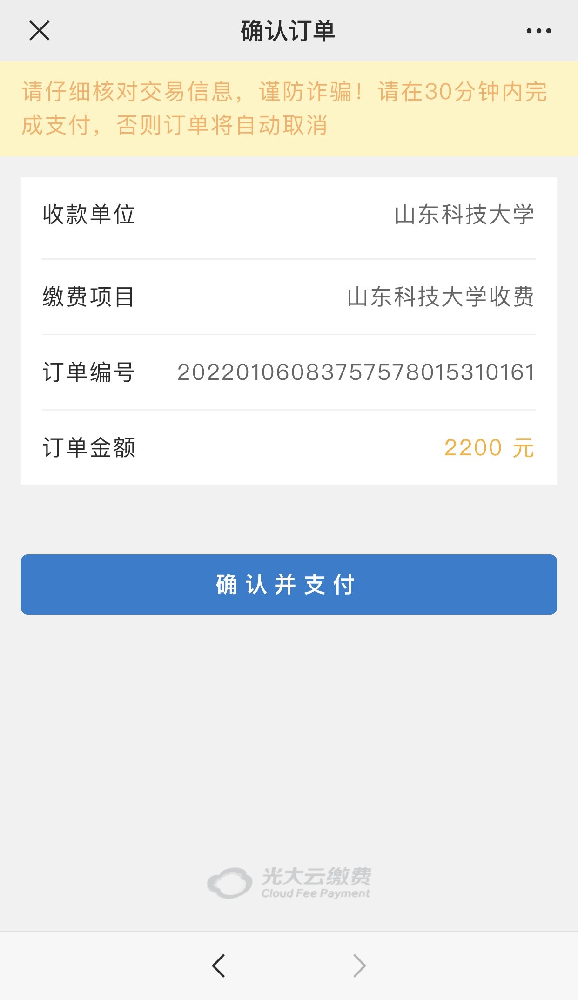 确认订单
请仔细核对交易信息，谨防诈骗！请在30分钟内完
成支付，否则订单将自动取消
收款单位 山东科技大学
缴费项目 山东科技大学收费
订单编号 20220106083757578015310161
订单金额 2200 元
确认并支付
光大云缴费
Cloud Fee Payment